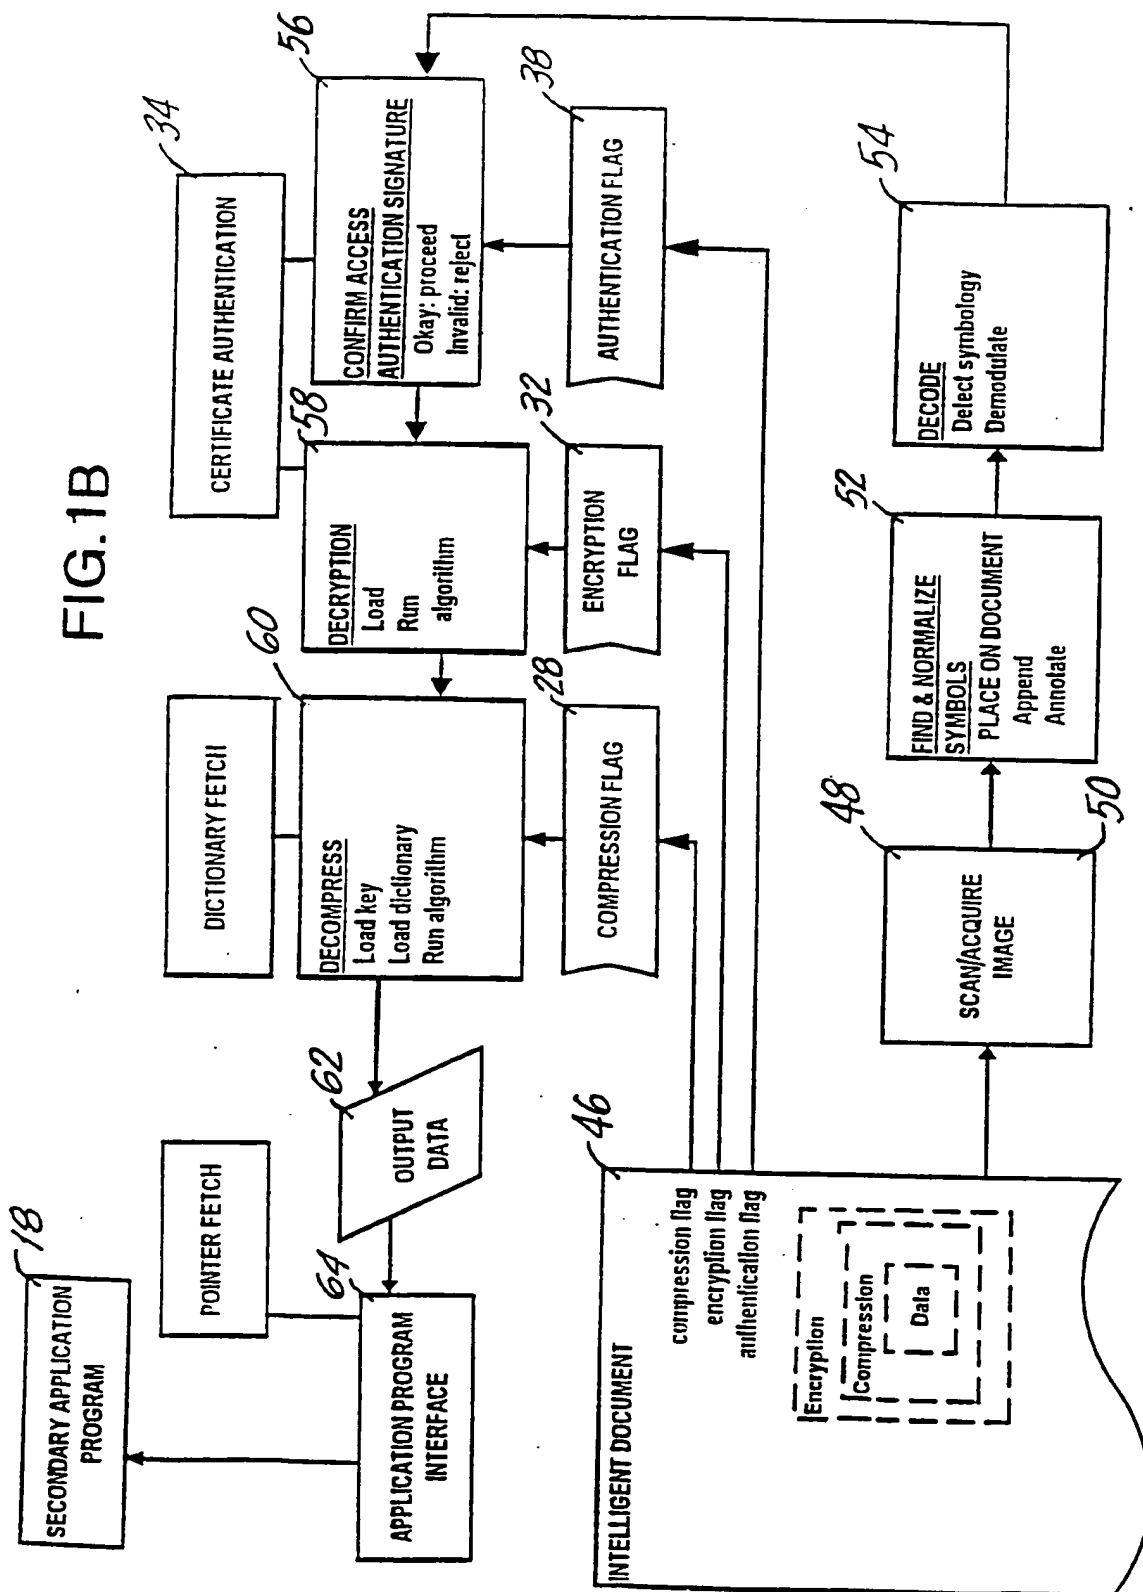 FIG.1B
18
SECONDARY APPLICATION
PROGRAM
POINTER FETCH
DICTIONARY FETCH
CERTIFICATE AUTHENTICATION
34
64
APPLICATION PROGRAM
INTERFACE
62
OUTPUT
DATA
60
DECOMPRESS
Load key
Load dictionary
Run algorithm
58
DECRYPTION
Load
Run
algorithm
56
CONFIRM ACCESS
AUTHENTICATION SIGNATURE
Okay: proceed
Invalid: reject
28
COMPRESSION FLAG
32
ENCRYPTION
FLAG
38
AUTHENTICATION FLAG
46
INTELLIGENT DOCUMENT
compression flag
encryption flag
authentication flag
Encryption
Compression
Data
48
SCAN/ACQUIRE
IMAGE
50
52
FIND & NORMALIZE
SYMBOLS
PLACE ON DOCUMENT
Append
Annotate
54
DECODE
Detect symbology
Demodulate